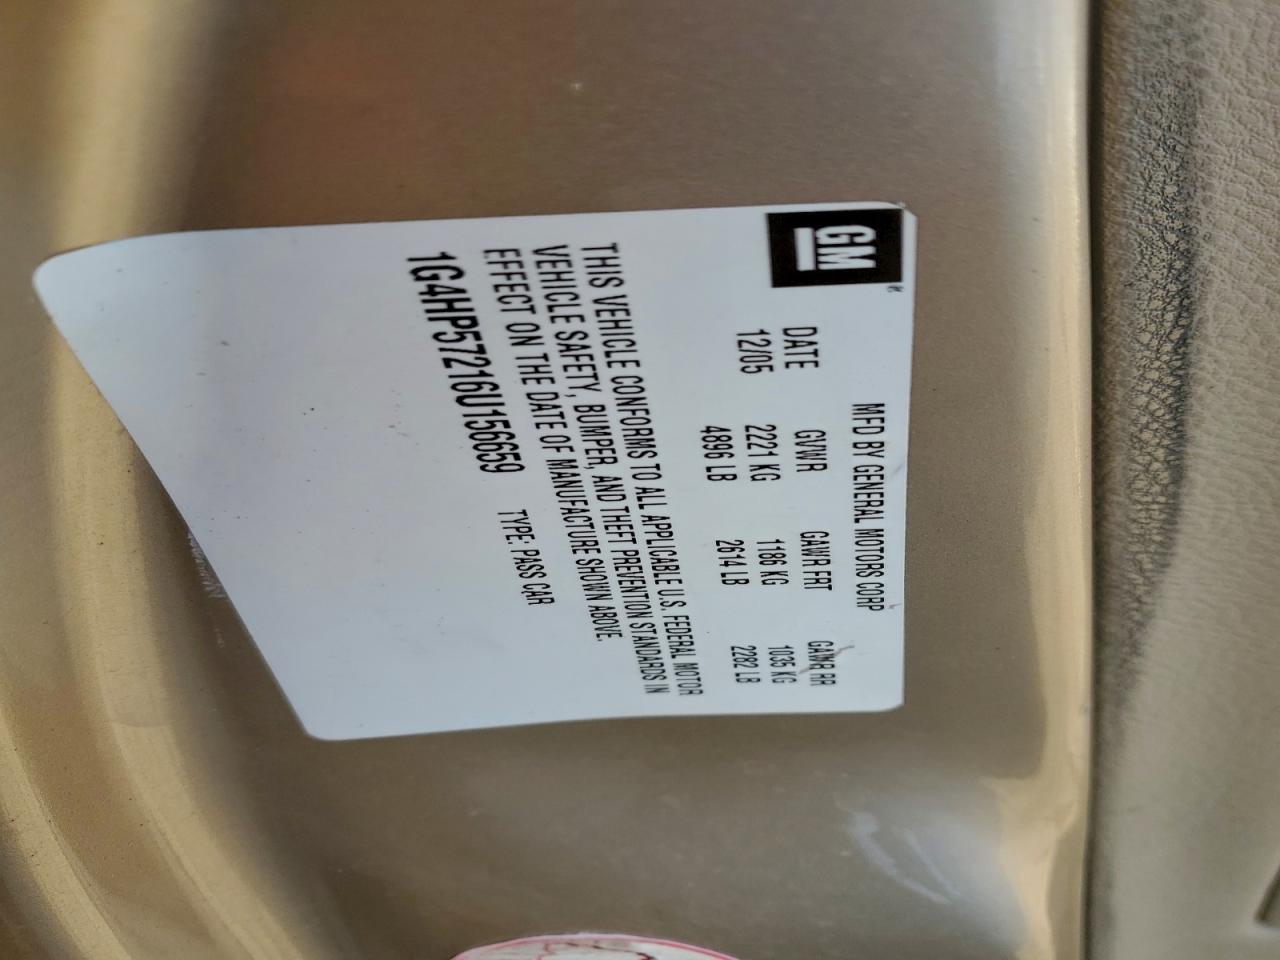 GM
MFD BY GENERAL MOTORS CORP
DATE GVWR GAWR FRT GAWR RR
12/05 2221 KG 1186 KG 1035 KG
4896 LB 2614 LB 2282 LB
THIS VEHICLE CONFORMS TO ALL APPLICABLE U.S. FEDERAL MOTOR
VEHICLE SAFETY, BUMPER, AND THEFT PREVENTION STANDARDS IN
EFFECT ON THE DATE OF MANUFACTURE SHOWN ABOVE.
1G4HP57216U156659 TYPE: PASS CAR